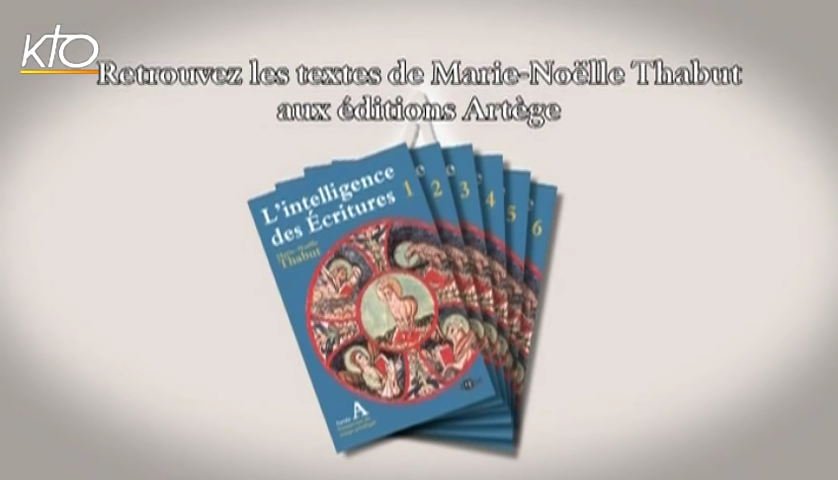 KTO
Retrouvez les textes de Marie-Noëlle Thabut
aux éditions Artège
L'intelligence
des Écritures
1
2
3
4
5
6
Marie-Noëlle
Thabut
A